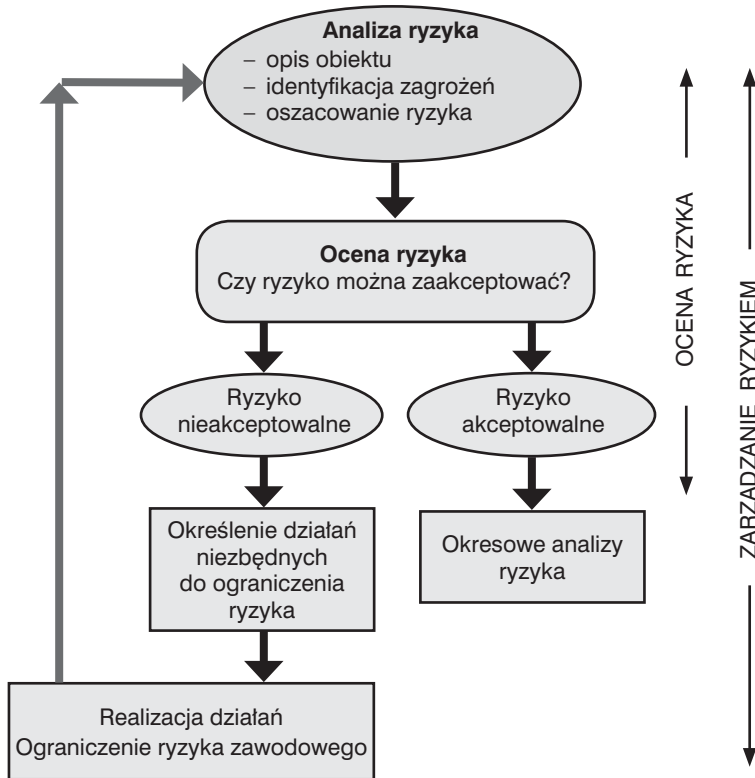 Analiza ryzyka
– opis obiektu
– identyfikacja zagrożeń
– oszacowanie ryzyka
Ocena ryzyka
Czy ryzyko można zaakceptować?
Ryzyko
nieakceptowalne
Ryzyko
akceptowalne
Określenie działań
niezbędnych
do ograniczenia
ryzyka
Okresowe analizy
ryzyka
Realizacja działań
Ograniczenie ryzyka zawodowego
OCENA RYZYKA
ZARZĄDZANIE RYZYKIEM